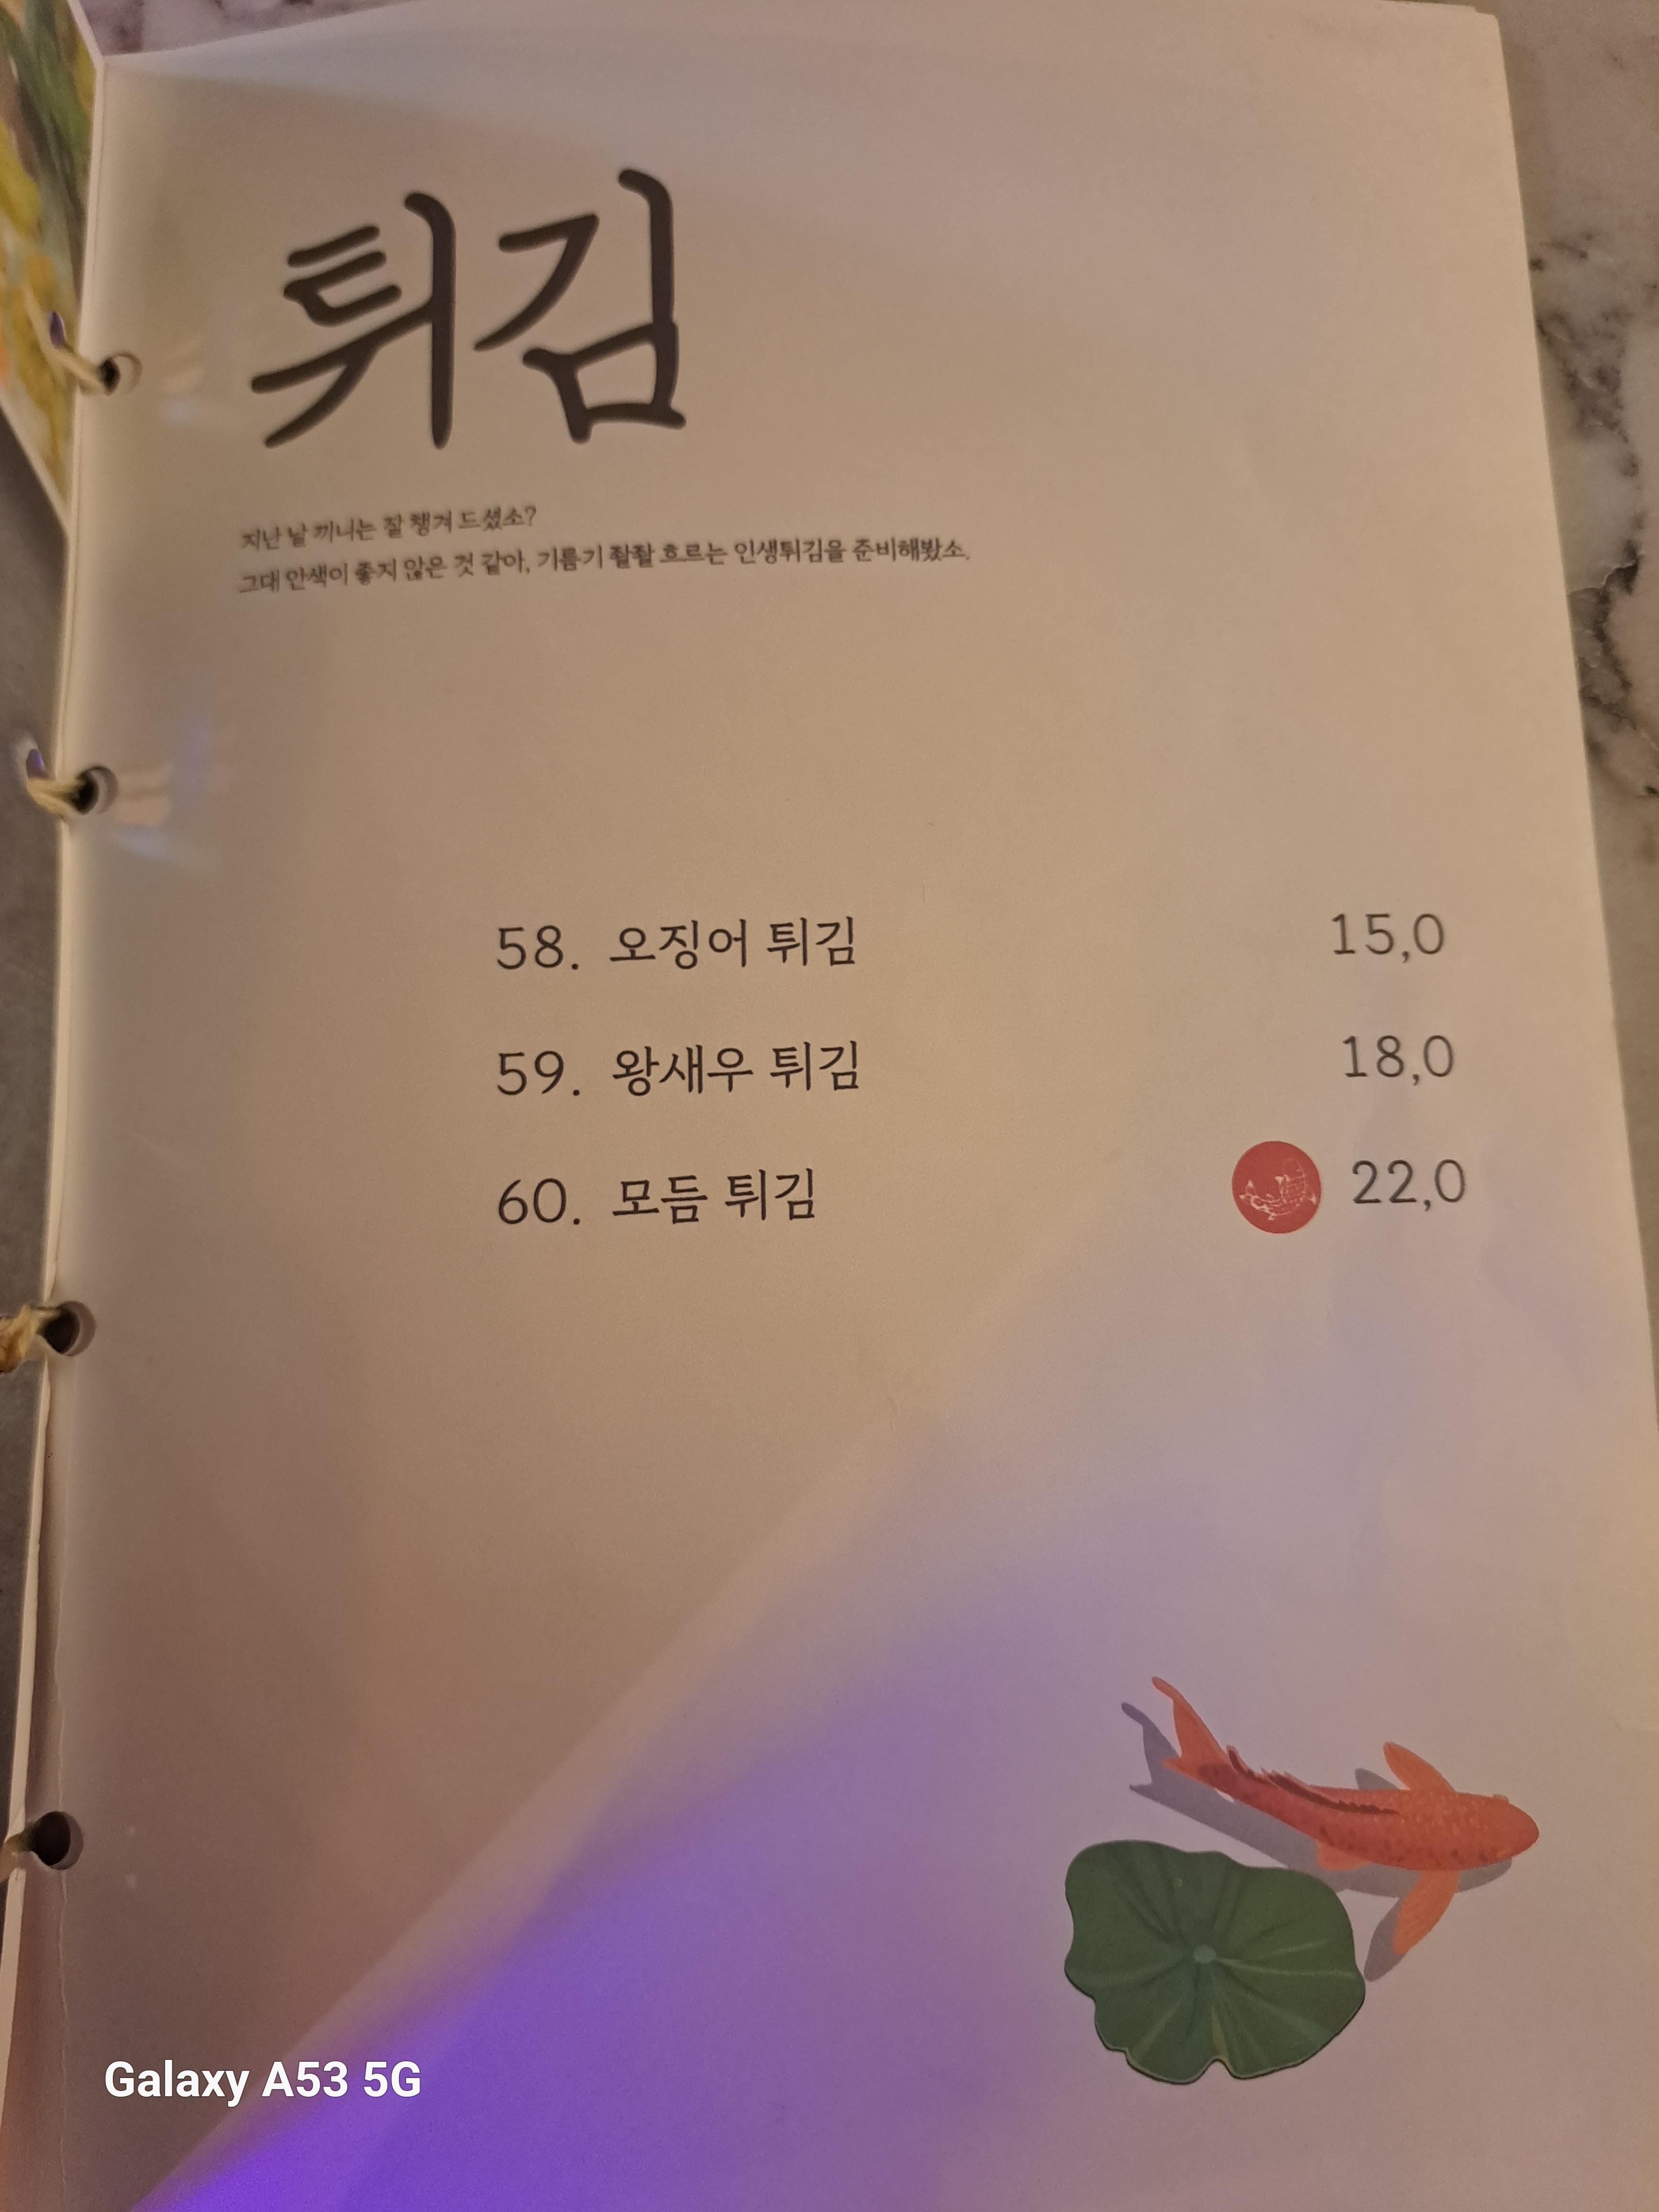 튀김
지난 날 끼니는 잘 챙겨 드셨소?
그대 안색이 좋지 않은 것 같아, 기름기 좔좔 흐르는 인생튀김을 준비해봤소.
58. 오징어 튀김 15,0
59. 왕새우 튀김 18,0
60. 모듬 튀김 22,0
Galaxy A53 5G